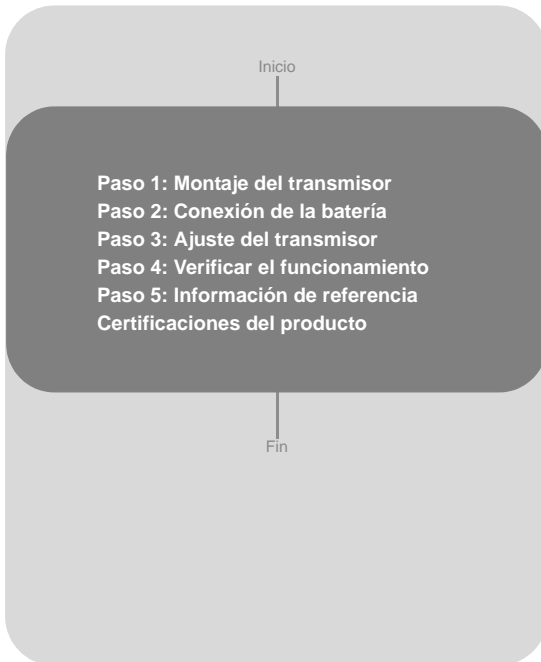 Inicio
Paso 1: Montaje del transmisor
Paso 2: Conexión de la batería
Paso 3: Ajuste del transmisor
Paso 4: Verificar el funcionamiento
Paso 5: Información de referencia
Certificaciones del producto
Fin